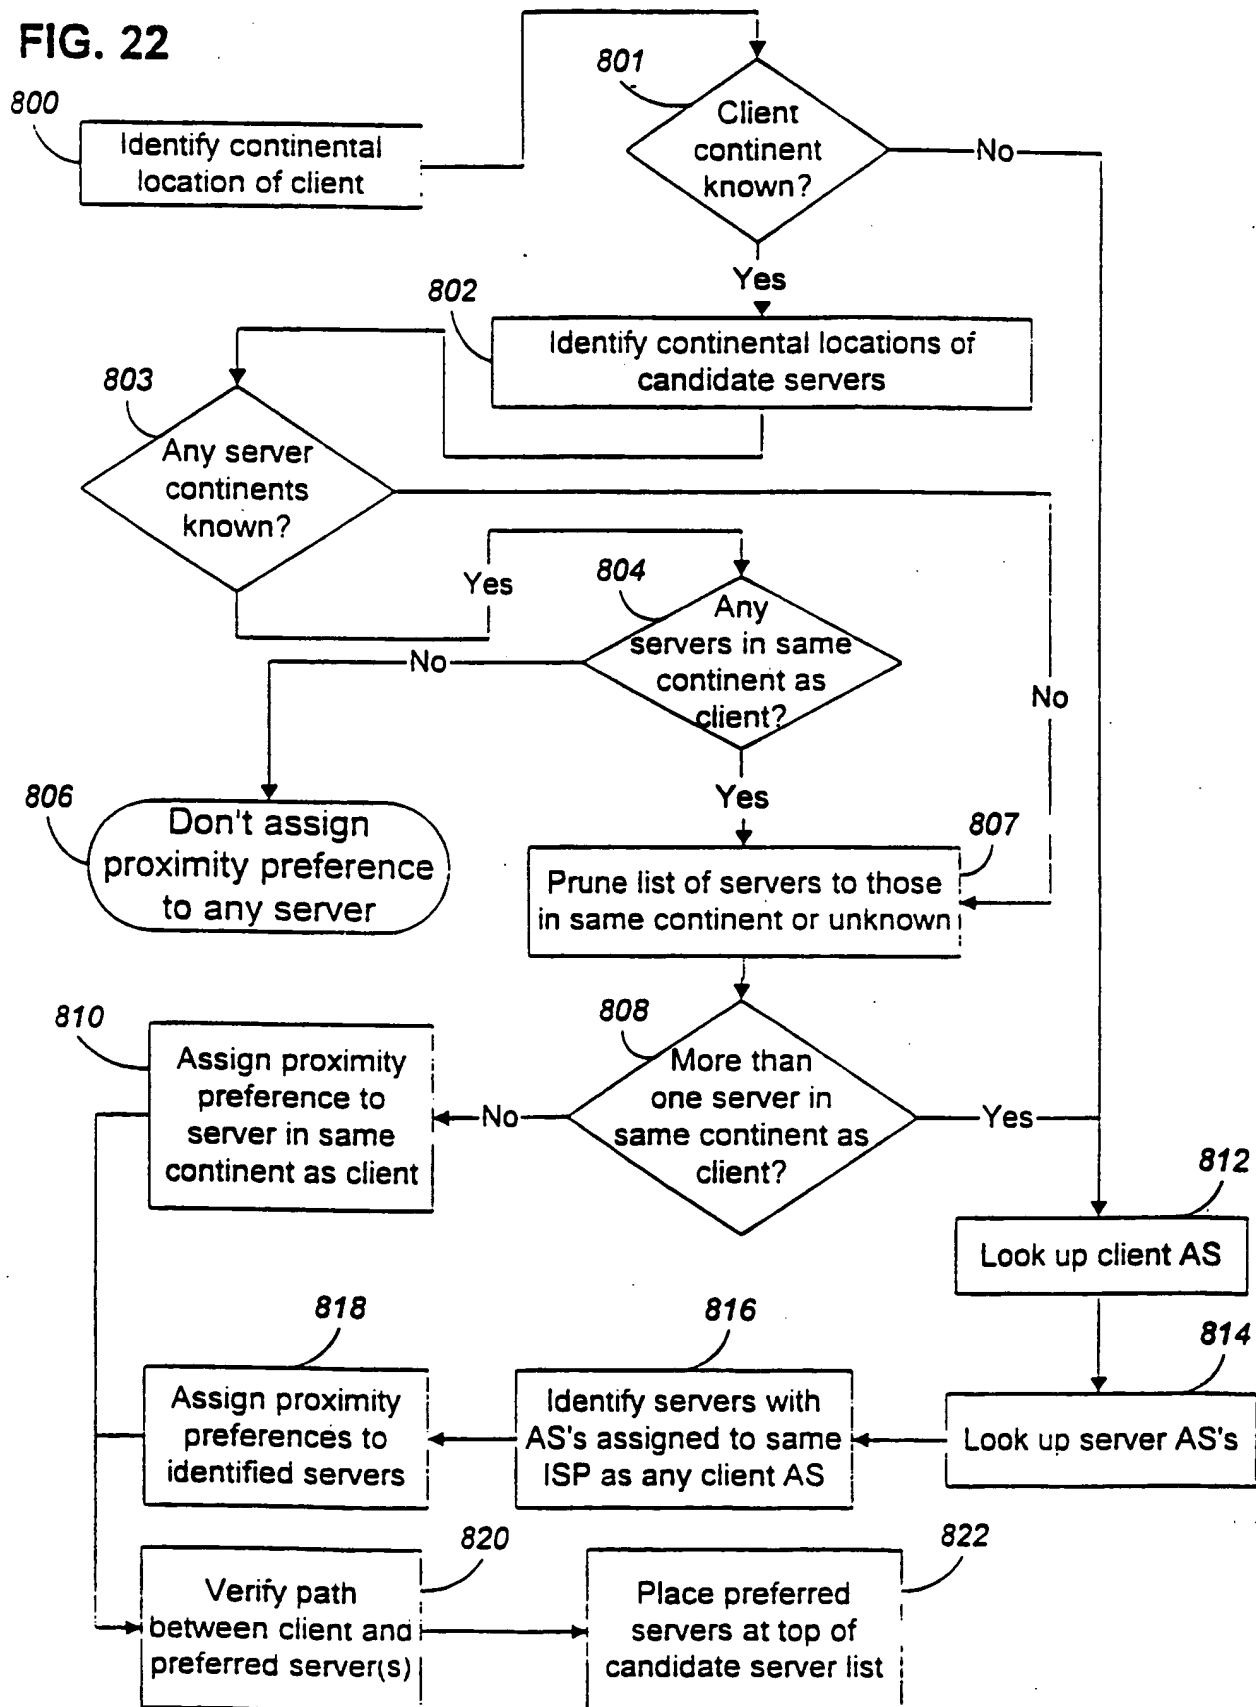 FIG. 22
800
Identify continental
location of client
801
Client
continent
known?
No
Yes
802
Identify continental locations of
candidate servers
803
Any server
continents
known?
Yes
No
804
Any
servers in same
continent as
client?
No
Yes
806
Don't assign
proximity preference
to any server
807
Prune list of servers to those
in same continent or unknown
808
More than
one server in
same continent as
client?
No
Yes
810
Assign proximity
preference to
server in same
continent as client
812
Look up client AS
814
Look up server AS's
816
Identify servers with
AS's assigned to same
ISP as any client AS
818
Assign proximity
preferences to
identified servers
820
Verify path
between client and
preferred server(s)
822
Place preferred
servers at top of
candidate server list